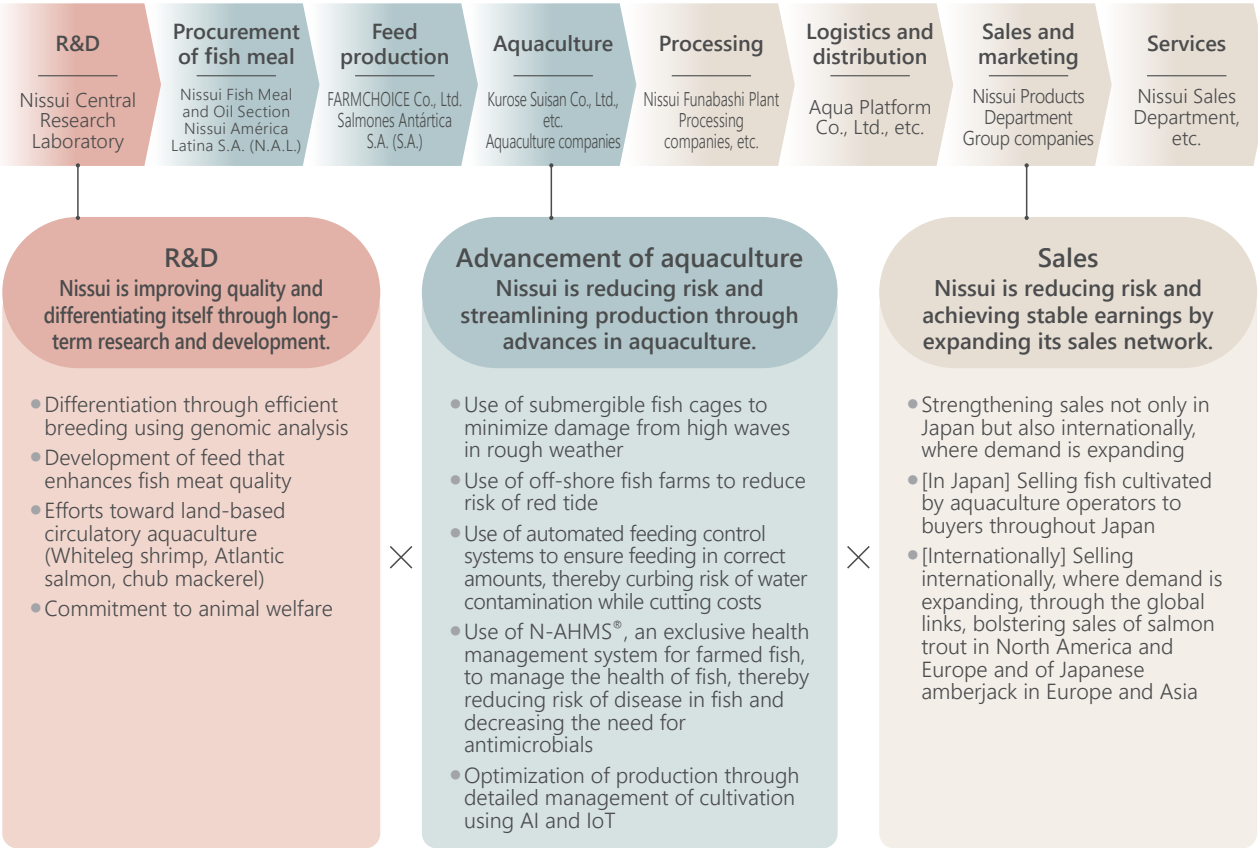 R&D
Nissui Central
Research
Laboratory
Procurement
of fish meal
Nissui Fish Meal
and Oil Section
Nissui América
Latina S.A. (N.A.L.)
Feed
production
FARMCHOICE Co., Ltd.
Salmones Antártica
S.A. (S.A.)
Aquaculture
Kurose Suisan Co., Ltd.,
etc.
Aquaculture companies
Processing
Nissui Funabashi Plant
Processing
companies, etc.
Logistics and
distribution
Aqua Platform
Co., Ltd., etc.
Sales and
marketing
Nissui Products
Department
Group companies
Services
Nissui Sales
Department,
etc.
R&D
Nissui is improving quality and
differentiating itself through long-
term research and development.
• Differentiation through efficient
breeding using genomic analysis
• Development of feed that
enhances fish meat quality
• Efforts toward land-based
circulatory aquaculture
(Whiteleg shrimp, Atlantic
salmon, chub mackerel)
• Commitment to animal welfare
×
Advancement of aquaculture
Nissui is reducing risk and
streamlining production through
advances in aquaculture.
• Use of submergible fish cages to
minimize damage from high waves
in rough weather
• Use of off-shore fish farms to reduce
risk of red tide
• Use of automated feeding control
systems to ensure feeding in correct
amounts, thereby curbing risk of water
contamination while cutting costs
• Use of N-AHMS®, an exclusive health
management system for farmed fish,
to manage the health of fish, thereby
reducing risk of disease in fish and
decreasing the need for
antimicrobials
• Optimization of production through
detailed management of cultivation
using AI and IoT
×
Sales
Nissui is reducing risk and
achieving stable earnings by
expanding its sales network.
• Strengthening sales not only in
Japan but also internationally,
where demand is expanding
• [In Japan] Selling fish cultivated
by aquaculture operators to
buyers throughout Japan
• [Internationally] Selling
internationally, where demand is
expanding, through the global
links, bolstering sales of salmon
trout in North America and
Europe and of Japanese
amberjack in Europe and Asia